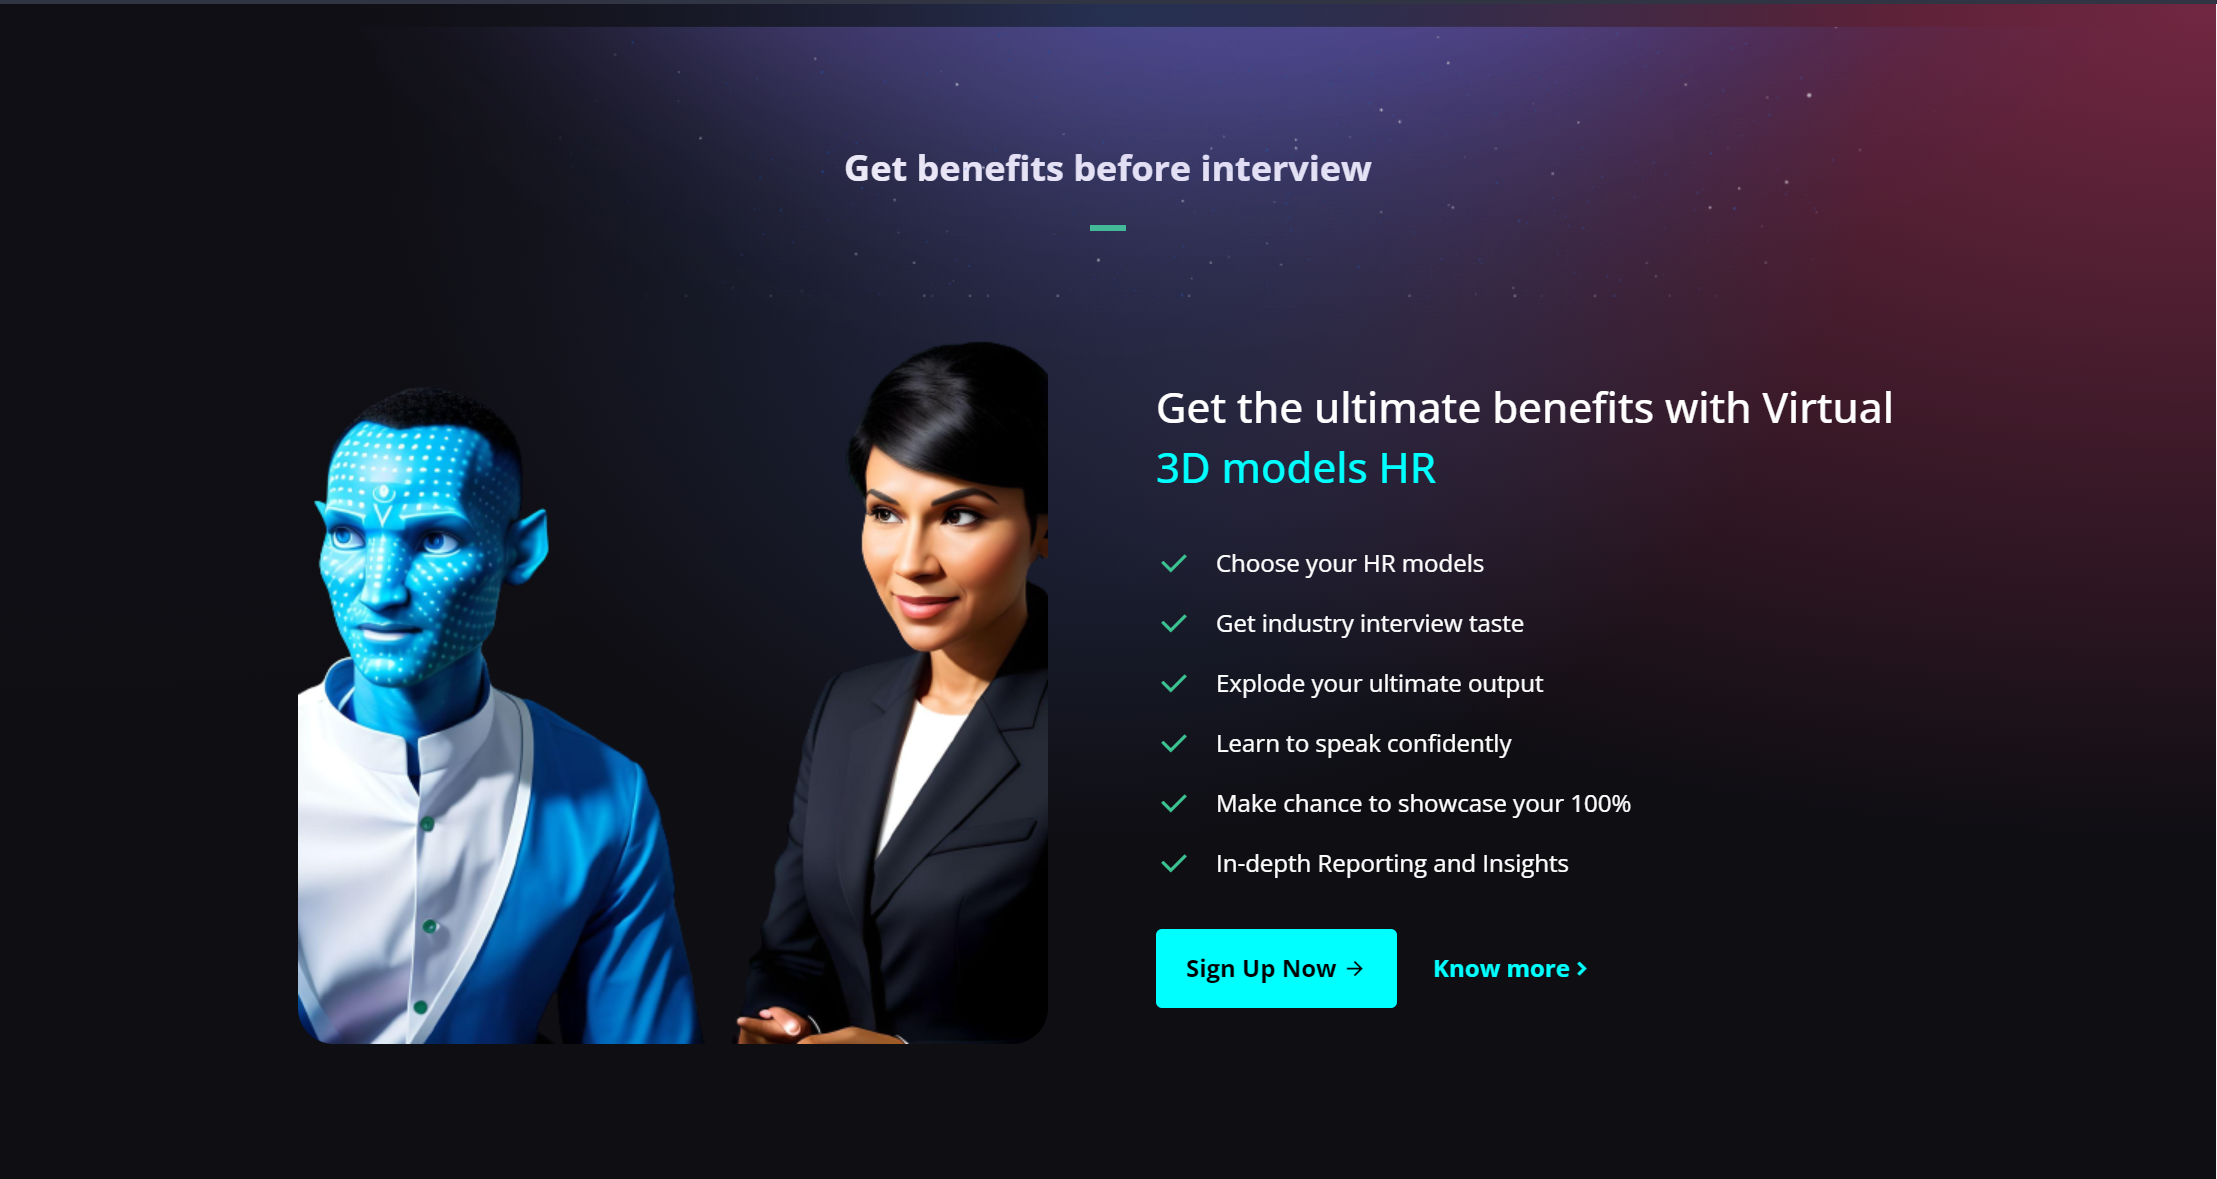 Get benefits before interview
Get the ultimate benefits with Virtual
3D models HR
Choose your HR models
Get industry interview taste
Explode your ultimate output
Learn to speak confidently
Make chance to showcase your 100%
In-depth Reporting and Insights
Sign Up Now →
Know more >